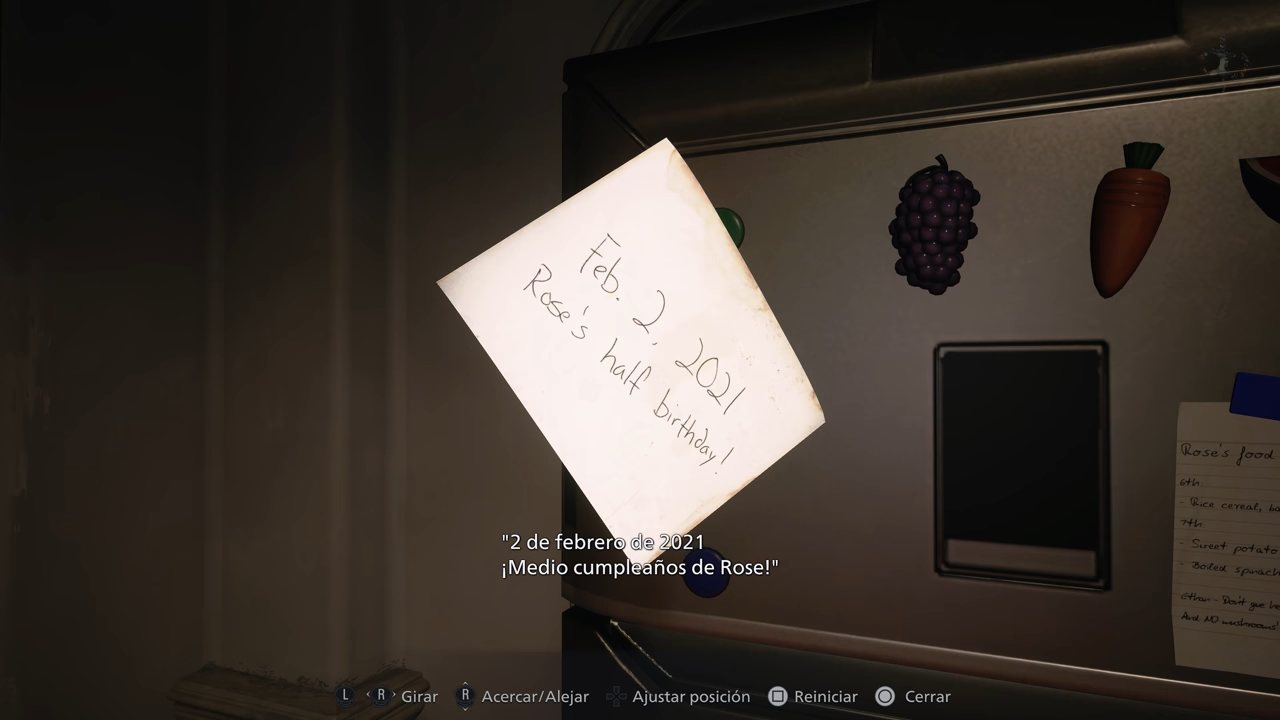 Feb. 2, 2021
Rose's half birthday!
Rose's food
6th
- Rice cereal,
7th
- Sweet potato
- Boiled spinach
Ethan - Don't give
And NO mushrooms!
"2 de febrero de 2021
¡Medio cumpleaños de Rose!"
L R Girar R Acercar/Alejar Ajustar posición Reiniciar Cerrar